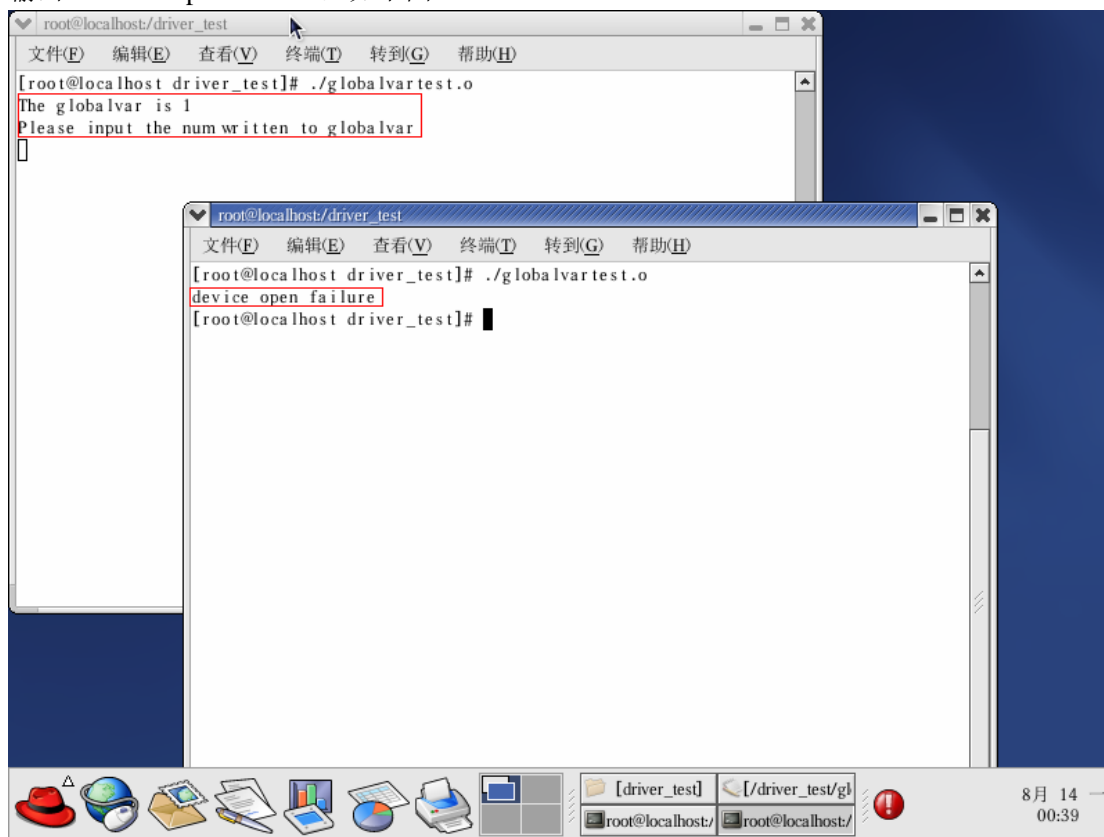 root@localhost:/driver_test
文件(F) 编辑(E) 查看(V) 终端(T) 转到(G) 帮助(H)
[root@localhost driver_test]# ./globalvartest.o
The globalvar is 1
Please input the num written to globalvar
root@localhost:/driver_test
文件(F) 编辑(E) 查看(V) 终端(T) 转到(G) 帮助(H)
[root@localhost driver_test]# ./globalvartest.o
device open failure
[root@localhost driver_test]#
[driver_test]
[/driver_test/gl
root@localhost:/
root@localhost:/
8月 14 一
00:39